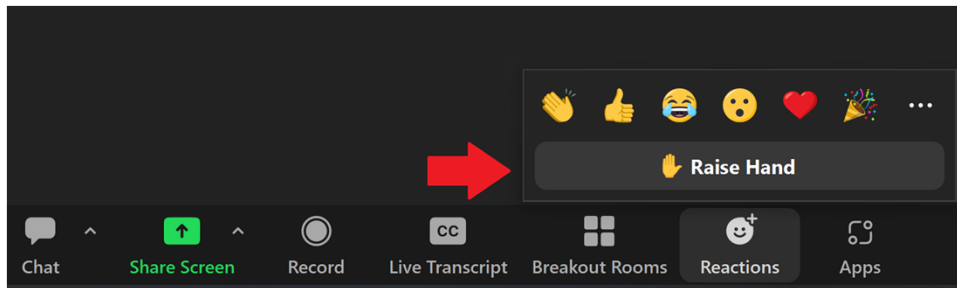 Raise Hand
CC
Chat
Share Screen
Record
Live Transcript
Breakout Rooms
Reactions
Apps